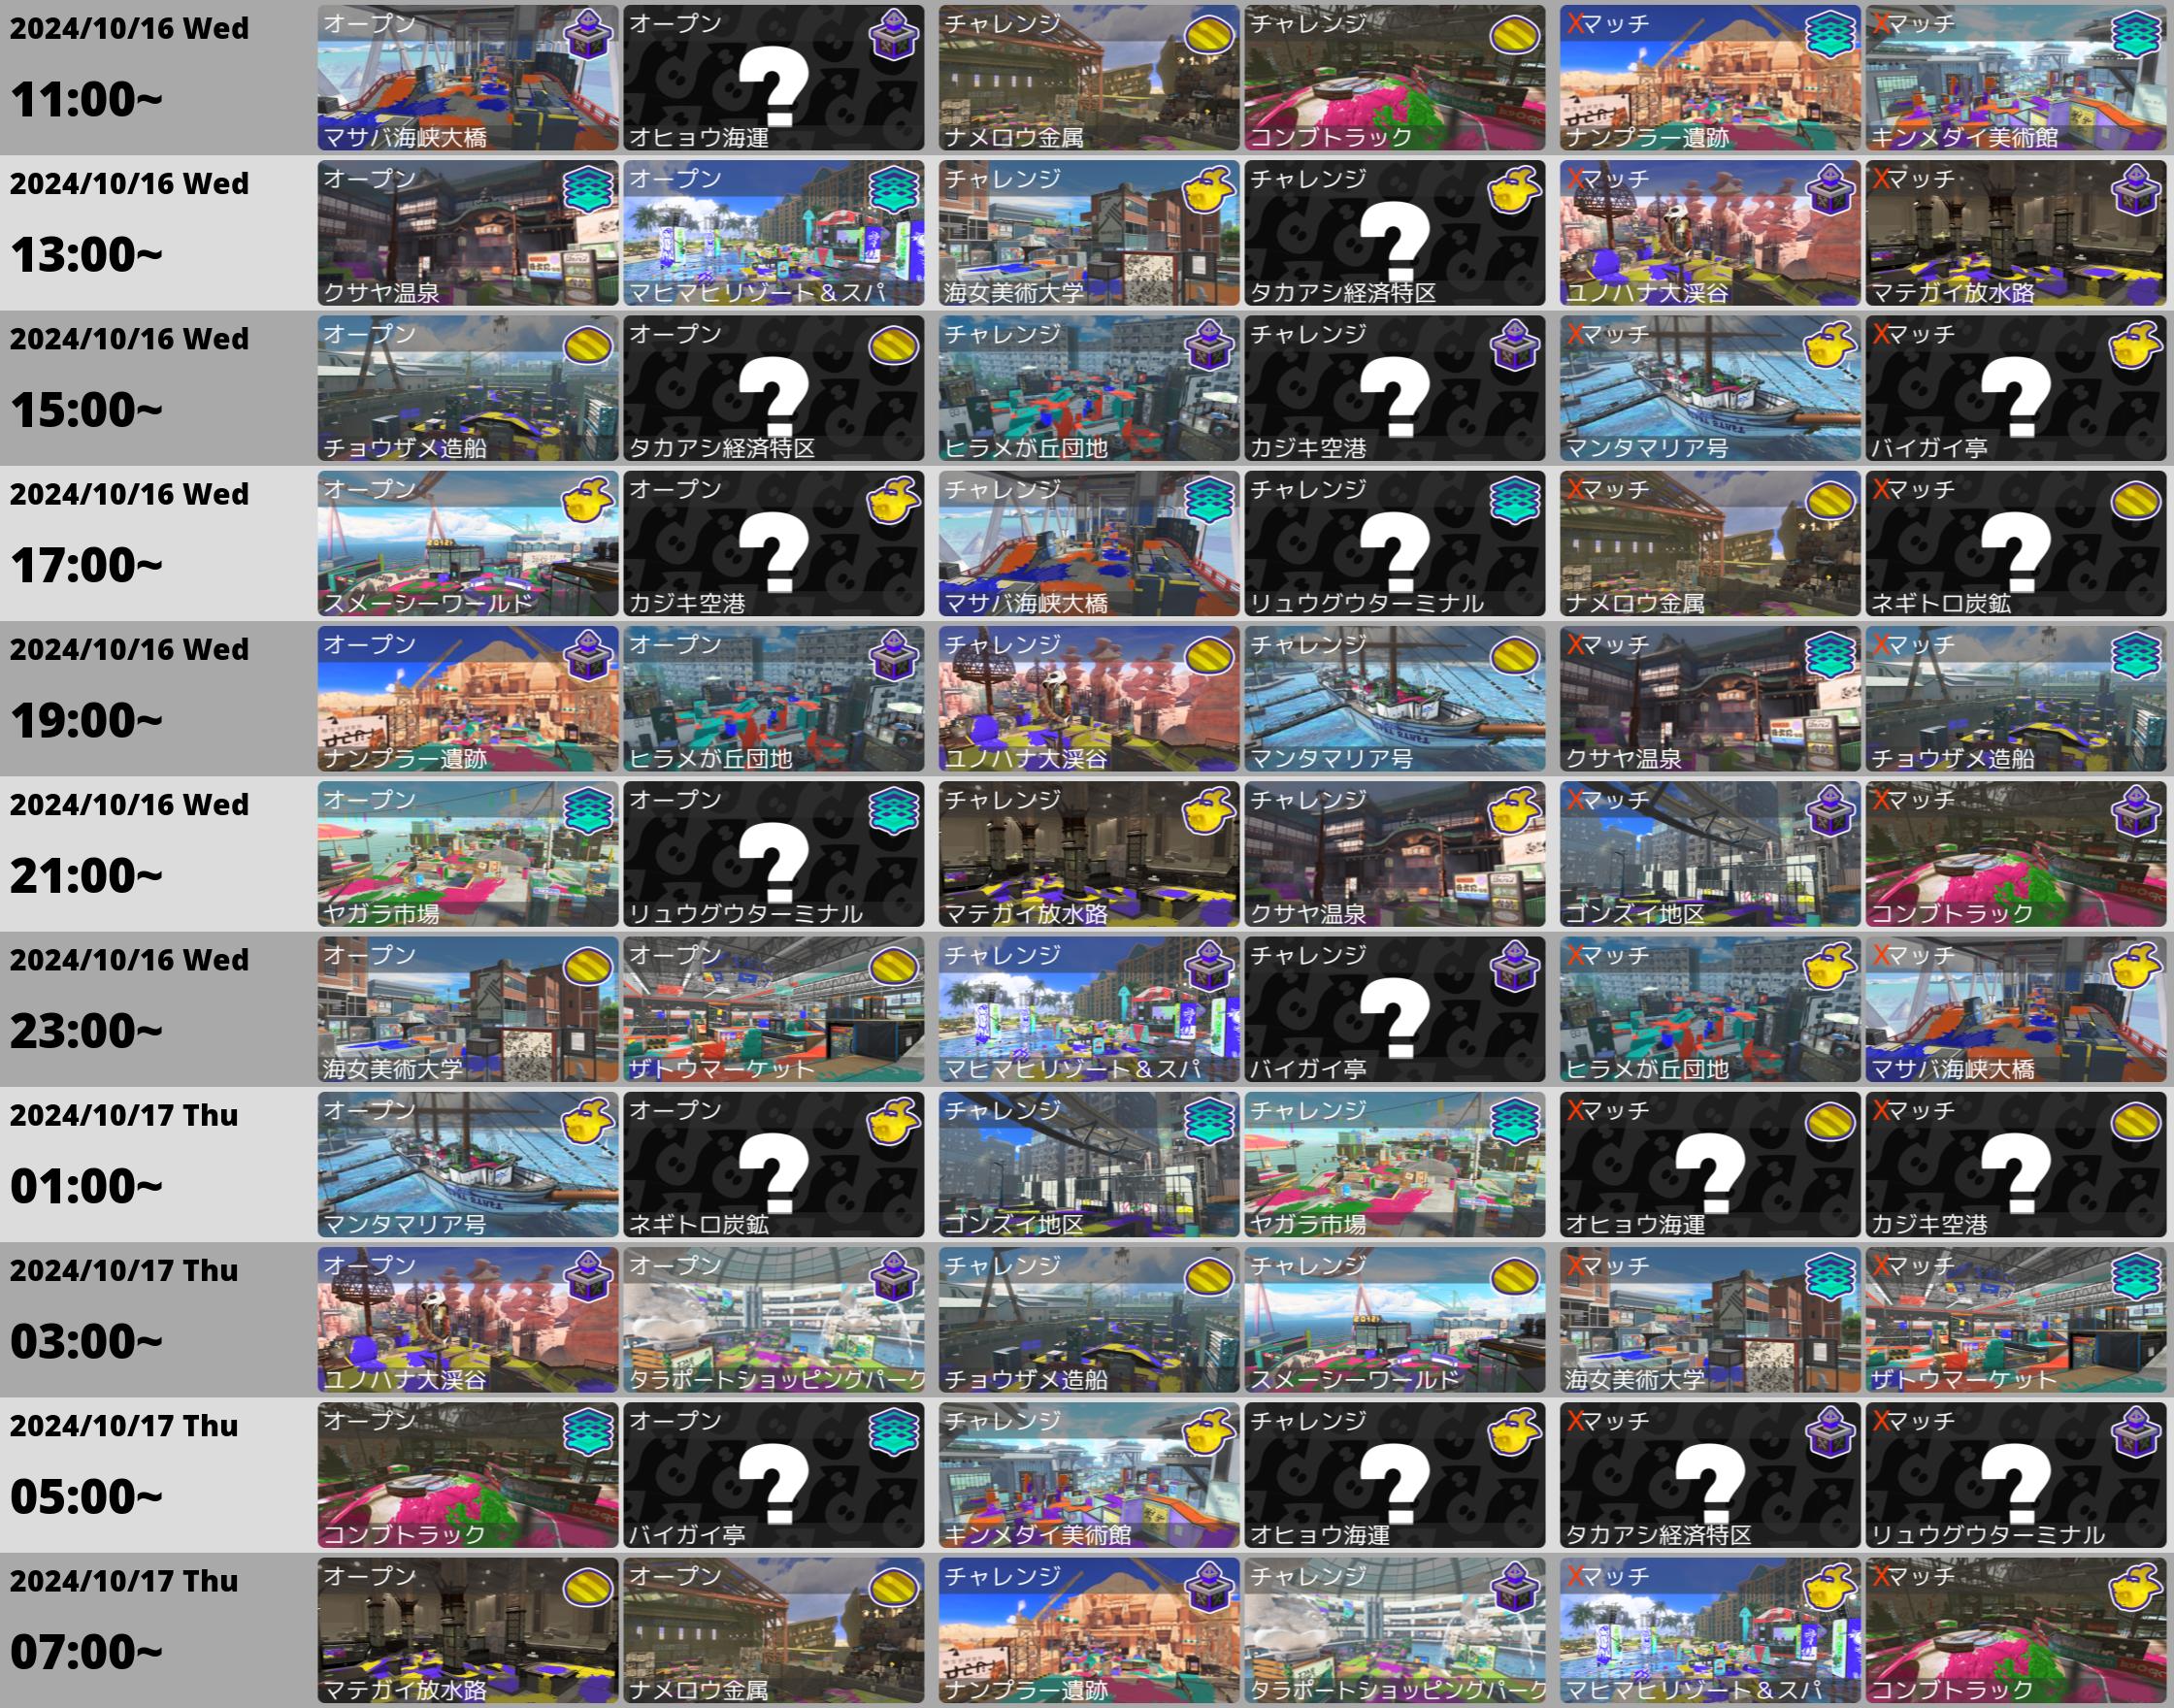 2024/10/16 Wed
11:00~
オープン
マサバ海峡大橋
オープン
オヒョウ海運
チャレンジ
ナメロウ金属
チャレンジ
コンブトラック
Xマッチ
ナンプラー遺跡
Xマッチ
キンメダイ美術館
2024/10/16 Wed
13:00~
オープン
クサヤ温泉
オープン
マヒマヒリゾート＆スパ
チャレンジ
海女美術大学
チャレンジ
タカアシ経済特区
Xマッチ
ユノハナ大渓谷
Xマッチ
マテガイ放水路
2024/10/16 Wed
15:00~
オープン
チョウザメ造船
オープン
タカアシ経済特区
チャレンジ
ヒラメが丘団地
チャレンジ
カジキ空港
Xマッチ
マンタマリア号
Xマッチ
バイガイ亭
2024/10/16 Wed
17:00~
オープン
スメーシーワールド
オープン
カジキ空港
チャレンジ
マサバ海峡大橋
チャレンジ
リュウグウターミナル
Xマッチ
ナメロウ金属
Xマッチ
ネギトロ炭鉱
2024/10/16 Wed
19:00~
オープン
ナンプラー遺跡
オープン
ヒラメが丘団地
チャレンジ
ユノハナ大渓谷
チャレンジ
マンタマリア号
Xマッチ
クサヤ温泉
Xマッチ
チョウザメ造船
2024/10/16 Wed
21:00~
オープン
ヤガラ市場
オープン
リュウグウターミナル
チャレンジ
マテガイ放水路
チャレンジ
クサヤ温泉
Xマッチ
ゴンズイ地区
Xマッチ
コンブトラック
2024/10/16 Wed
23:00~
オープン
海女美術大学
オープン
ザトウマーケット
チャレンジ
マヒマヒリゾート＆スパ
チャレンジ
バイガイ亭
Xマッチ
ヒラメが丘団地
Xマッチ
マサバ海峡大橋
2024/10/17 Thu
01:00~
オープン
マンタマリア号
オープン
ネギトロ炭鉱
チャレンジ
ゴンズイ地区
チャレンジ
ヤガラ市場
Xマッチ
オヒョウ海運
Xマッチ
カジキ空港
2024/10/17 Thu
03:00~
オープン
ユノハナ大渓谷
オープン
タラポートショッピングパーク
チャレンジ
チョウザメ造船
チャレンジ
スメーシーワールド
Xマッチ
海女美術大学
Xマッチ
ザトウマーケット
2024/10/17 Thu
05:00~
オープン
コンブトラック
オープン
バイガイ亭
チャレンジ
キンメダイ美術館
チャレンジ
オヒョウ海運
Xマッチ
タカアシ経済特区
Xマッチ
リュウグウターミナル
2024/10/17 Thu
07:00~
オープン
マテガイ放水路
オープン
ナメロウ金属
チャレンジ
ナンプラー遺跡
チャレンジ
タラポートショッピングパーク
Xマッチ
マヒマヒリゾート＆スパ
Xマッチ
コンブトラック